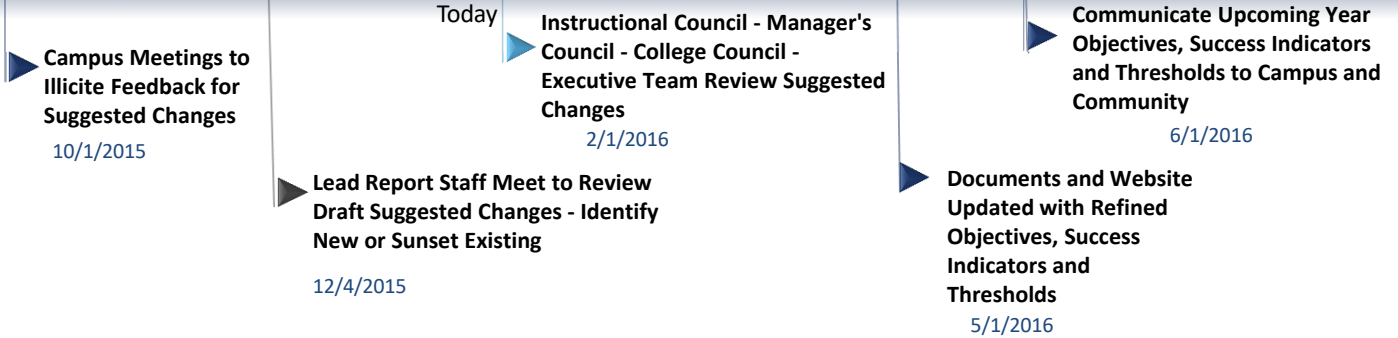 Today
Campus Meetings to
Illicite Feedback for
Suggested Changes
10/1/2015
Lead Report Staff Meet to Review
Draft Suggested Changes - Identify
New or Sunset Existing
12/4/2015
Instructional Council - Manager's
Council - College Council -
Executive Team Review Suggested
Changes
2/1/2016
Documents and Website
Updated with Refined
Objectives, Success
Indicators and
Thresholds
5/1/2016
Communicate Upcoming Year
Objectives, Success Indicators
and Thresholds to Campus and
Community
6/1/2016